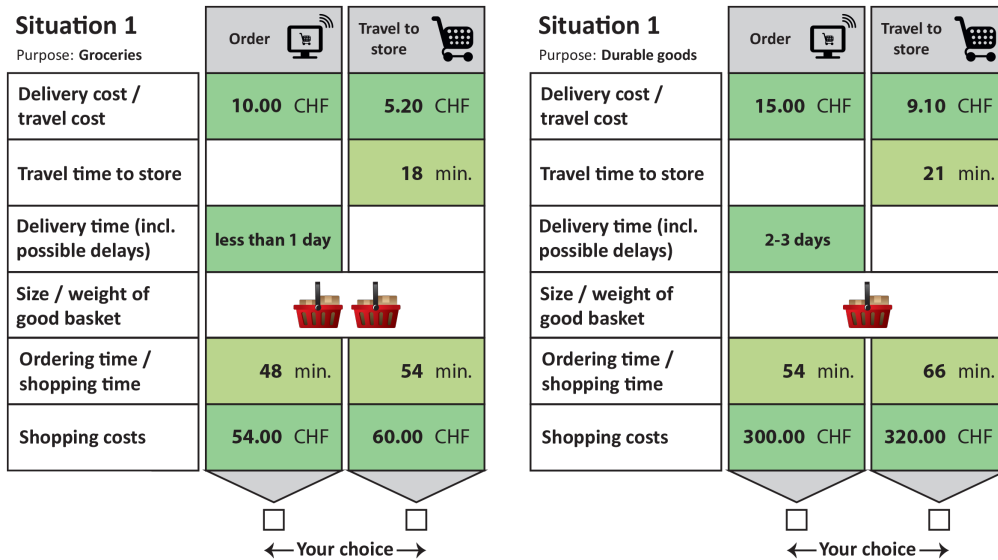 Situation 1
Purpose: Groceries
Order
Travel to
store
Delivery cost /
travel cost
10.00 CHF
5.20 CHF
Travel time to store
18 min.
Delivery time (incl.
possible delays)
less than 1 day
Size / weight of
good basket
Ordering time /
shopping time
48 min.
54 min.
Shopping costs
54.00 CHF
60.00 CHF
Your choice
Situation 1
Purpose: Durable goods
Order
Travel to
store
Delivery cost /
travel cost
15.00 CHF
9.10 CHF
Travel time to store
21 min.
Delivery time (incl.
possible delays)
2-3 days
Size / weight of
good basket
Ordering time /
shopping time
54 min.
66 min.
Shopping costs
300.00 CHF
320.00 CHF
Your choice